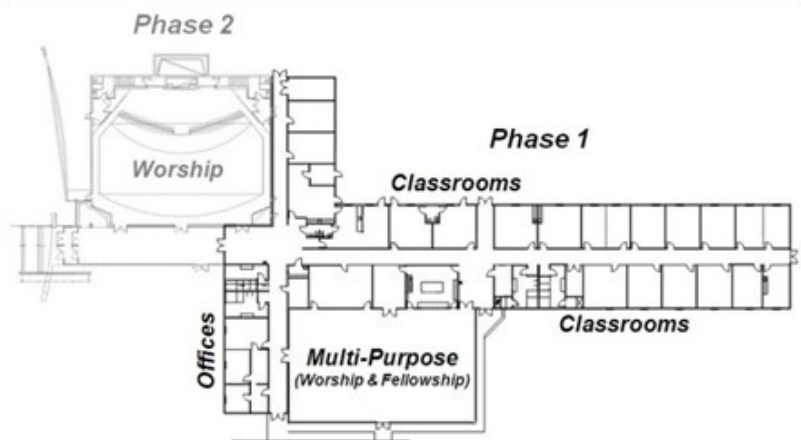 Phase 2
Worship
Phase 1
Classrooms
Classrooms
Offices
Multi-Purpose
(Worship & Fellowship)